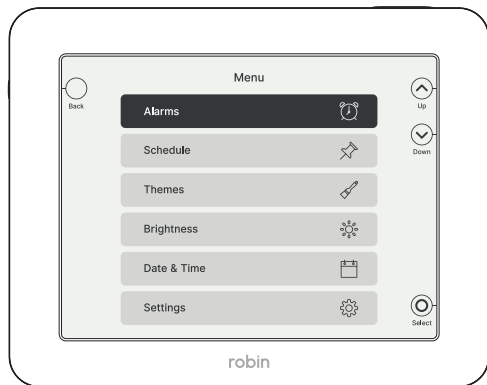 Menu
Back
Up
Alarms
Schedule
Down
Themes
Brightness
Date & Time
Settings
Select
robin